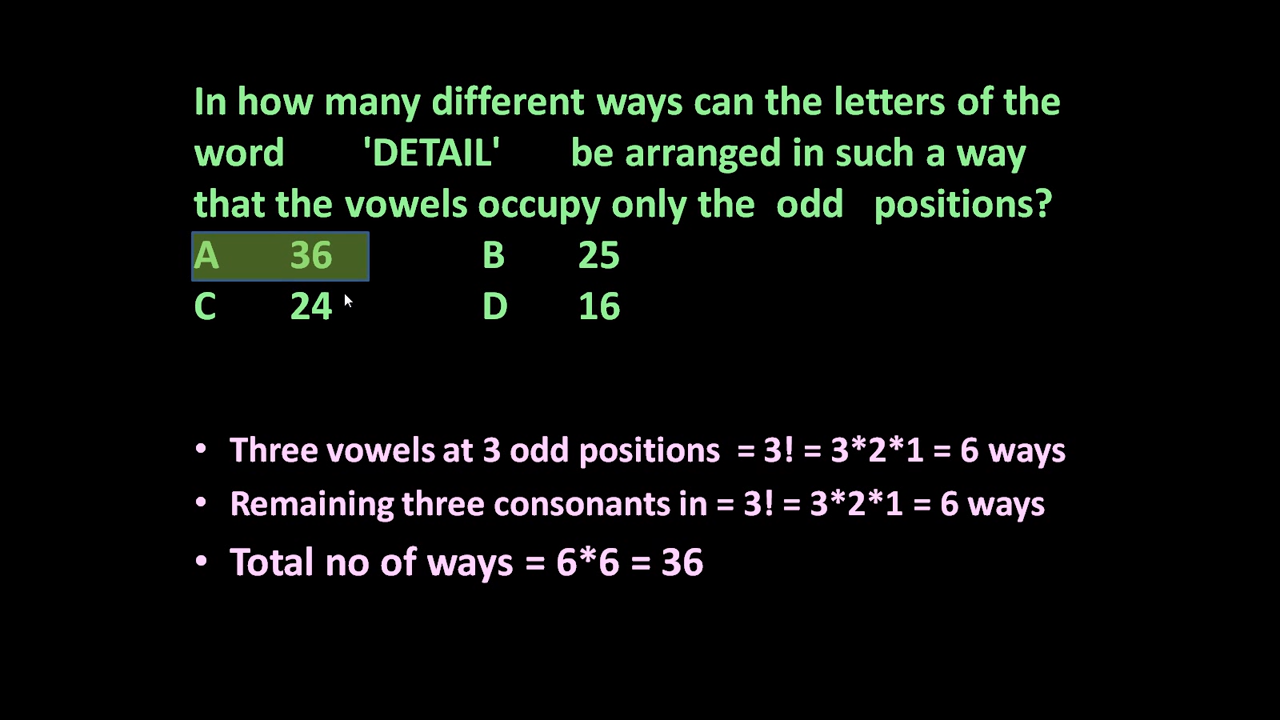 In how many different ways can the letters of the
word 'DETAIL' be arranged in such a way
that the vowels occupy only the odd positions?
A 36 B 25
C 24 D 16
• Three vowels at 3 odd positions = 3! = 3*2*1 = 6 ways
• Remaining three consonants in = 3! = 3*2*1 = 6 ways
• Total no of ways = 6*6 = 36